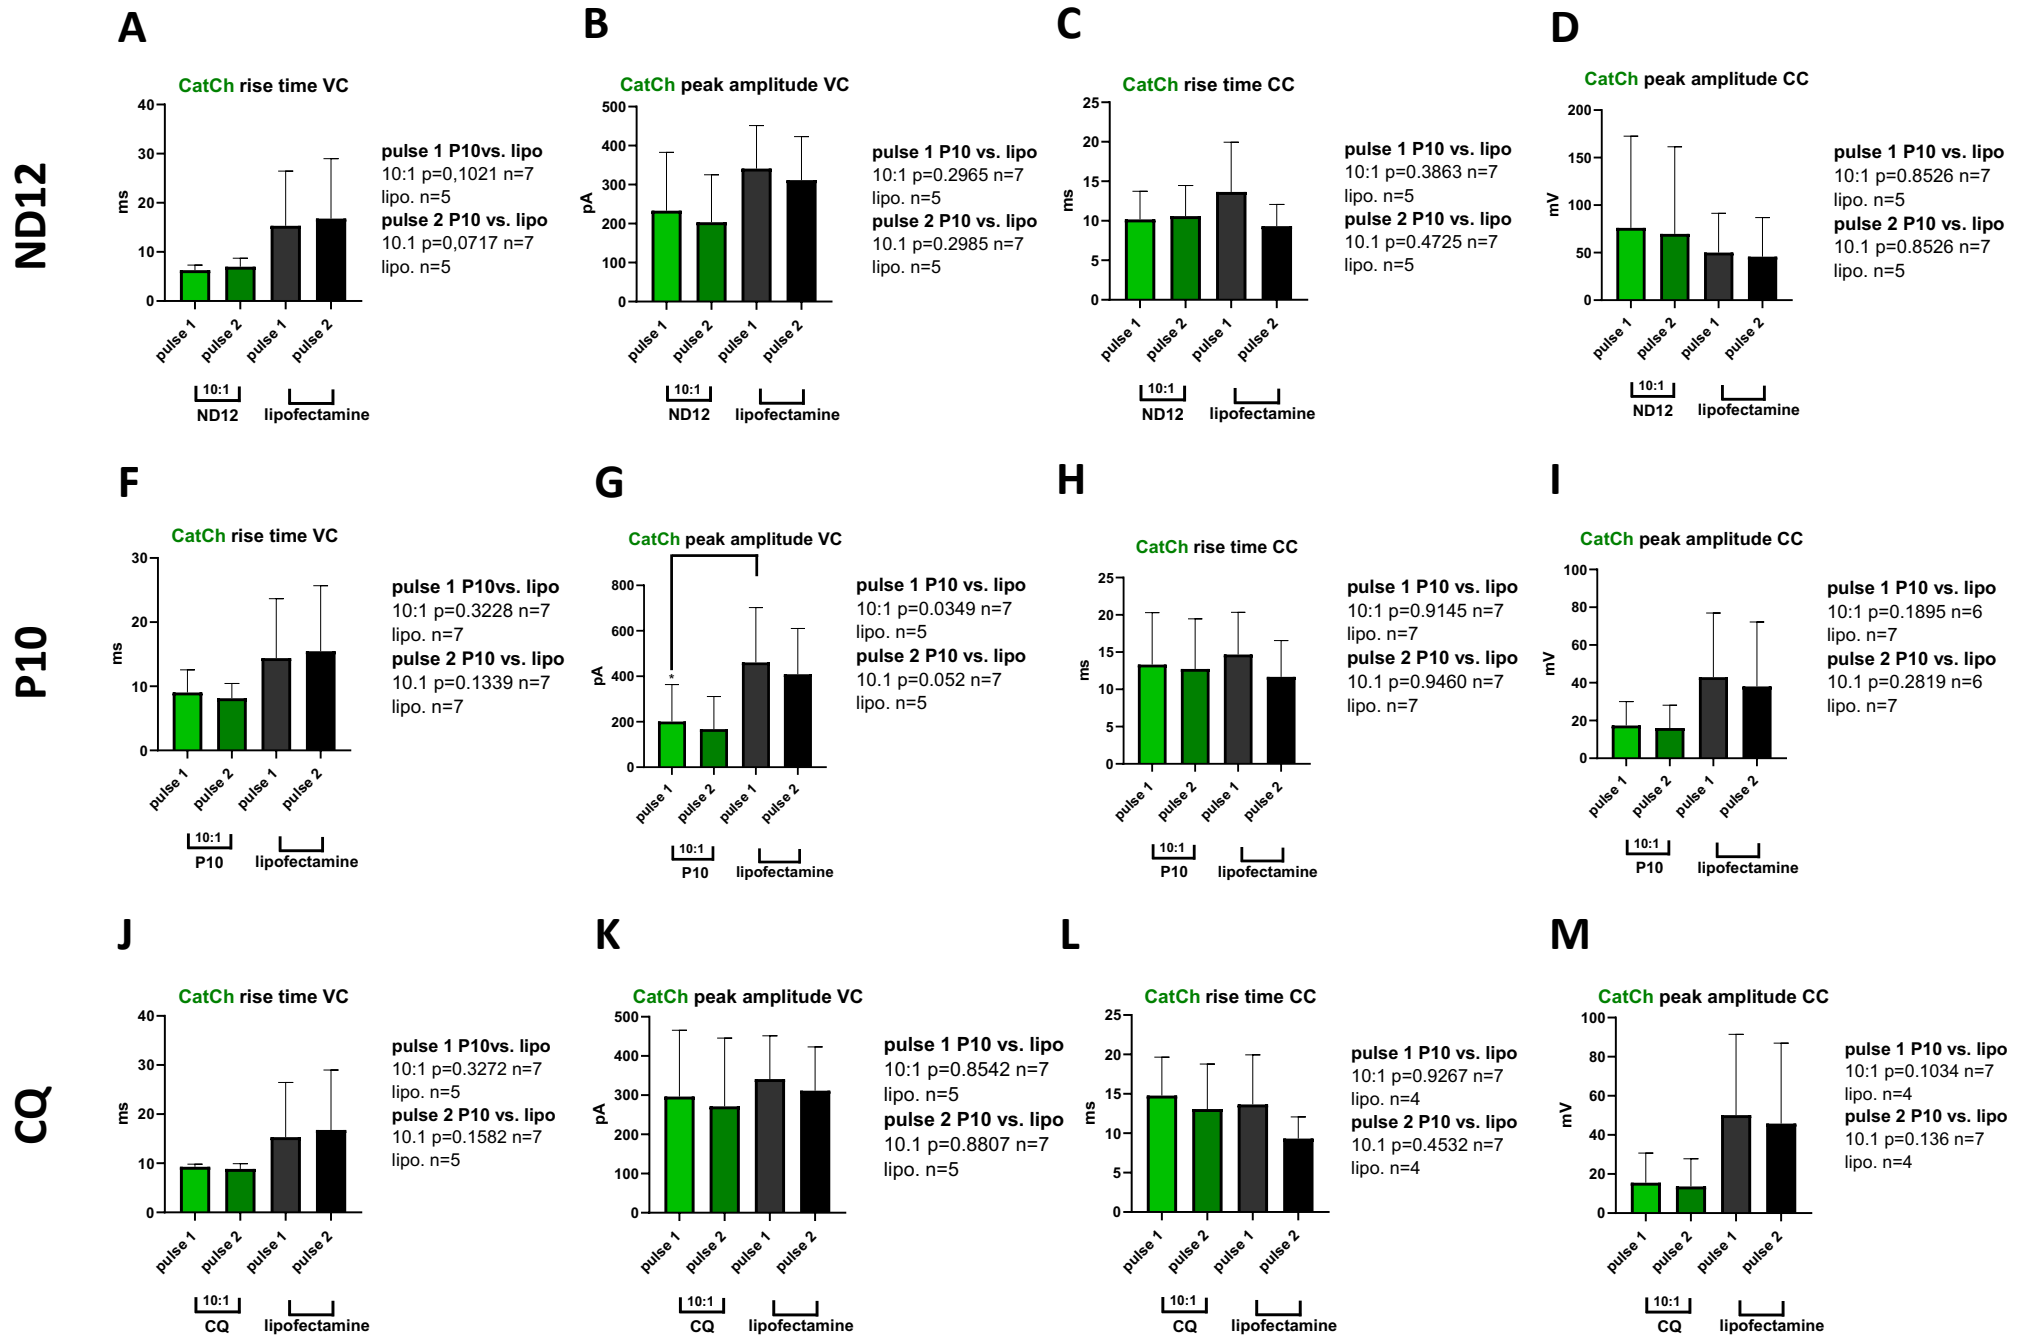 A
B
C
D
ND12
CatCh rise time VC
40
30
20
10
0
ms
pulse 1
pulse 2
pulse 1
pulse 2
10:1
ND12
lipofectamine
pulse 1 P10vs. lipo
10:1 p=0,1021 n=7
lipo. n=5
pulse 2 P10 vs. lipo
10.1 p=0,0717 n=7
lipo. n=5
CatCh peak amplitude VC
500
400
300
200
100
0
pA
pulse 1
pulse 2
pulse 1
pulse 2
10:1
ND12
lipofectamine
pulse 1 P10 vs. lipo
10:1 p=0.2965 n=7
lipo. n=5
pulse 2 P10 vs. lipo
10.1 p=0.2985 n=7
lipo. n=5
CatCh rise time CC
25
20
15
10
5
0
ms
pulse 1
pulse 2
pulse 1
pulse 2
10:1
ND12
lipofectamine
pulse 1 P10 vs. lipo
10:1 p=0.3863 n=7
lipo. n=5
pulse 2 P10 vs. lipo
10.1 p=0.4725 n=7
lipo. n=5
CatCh peak amplitude CC
200
150
100
50
0
mV
pulse 1
pulse 2
pulse 1
pulse 2
10:1
ND12
lipofectamine
pulse 1 P10 vs. lipo
10:1 p=0.8526 n=7
lipo. n=5
pulse 2 P10 vs. lipo
10.1 p=0.8526 n=7
lipo. n=5
F
G
H
I
P10
CatCh rise time VC
30
20
10
0
ms
pulse 1
pulse 2
pulse 1
pulse 2
10:1
P10
lipofectamine
pulse 1 P10vs. lipo
10:1 p=0.3228 n=7
lipo. n=7
pulse 2 P10 vs. lipo
10.1 p=0.1339 n=7
lipo. n=7
CatCh peak amplitude VC
800
600
400
200
0
pA
*
pulse 1
pulse 2
pulse 1
pulse 2
10:1
P10
lipofectamine
pulse 1 P10 vs. lipo
10:1 p=0.0349 n=7
lipo. n=5
pulse 2 P10 vs. lipo
10.1 p=0.052 n=7
lipo. n=5
CatCh rise time CC
25
20
15
10
5
0
ms
pulse 1
pulse 2
pulse 1
pulse 2
10:1
P10
lipofectamine
pulse 1 P10 vs. lipo
10:1 p=0.9145 n=7
lipo. n=7
pulse 2 P10 vs. lipo
10.1 p=0.9460 n=7
lipo. n=7
CatCh peak amplitude CC
100
80
60
40
20
0
mV
pulse 1
pulse 2
pulse 1
pulse 2
10:1
P10
lipofectamine
pulse 1 P10 vs. lipo
10:1 p=0.1895 n=6
lipo. n=7
pulse 2 P10 vs. lipo
10.1 p=0.2819 n=6
lipo. n=7
J
K
L
M
CQ
CatCh rise time VC
40
30
20
10
0
ms
pulse 1
pulse 2
pulse 1
pulse 2
10:1
CQ
lipofectamine
pulse 1 P10vs. lipo
10:1 p=0.3272 n=7
lipo. n=5
pulse 2 P10 vs. lipo
10.1 p=0.1582 n=7
lipo. n=5
CatCh peak amplitude VC
500
400
300
200
100
0
pA
pulse 1
pulse 2
pulse 1
pulse 2
10:1
CQ
lipofectamine
pulse 1 P10 vs. lipo
10:1 p=0.8542 n=7
lipo. n=5
pulse 2 P10 vs. lipo
10.1 p=0.8807 n=7
lipo. n=5
CatCh rise time CC
25
20
15
10
5
0
ms
pulse 1
pulse 2
pulse 1
pulse 2
10:1
CQ
lipofectamine
pulse 1 P10 vs. lipo
10:1 p=0.9267 n=7
lipo. n=4
pulse 2 P10 vs. lipo
10.1 p=0.4532 n=7
lipo. n=4
CatCh peak amplitude CC
100
80
60
40
20
0
mV
pulse 1
pulse 2
pulse 1
pulse 2
10:1
CQ
lipofectamine
pulse 1 P10 vs. lipo
10:1 p=0.1034 n=7
lipo. n=4
pulse 2 P10 vs. lipo
10.1 p=0.136 n=7
lipo. n=4